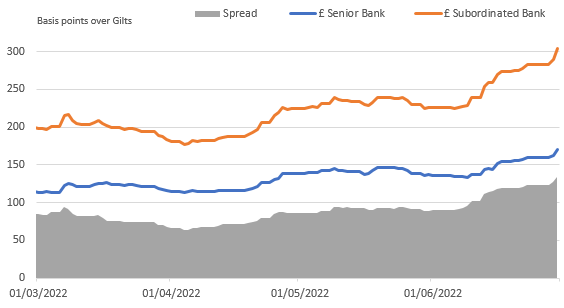 Basis points over Gilts
Spread £ Senior Bank £ Subordinated Bank
300
250
200
150
100
50
0
01/03/2022 01/04/2022 01/05/2022 01/06/2022